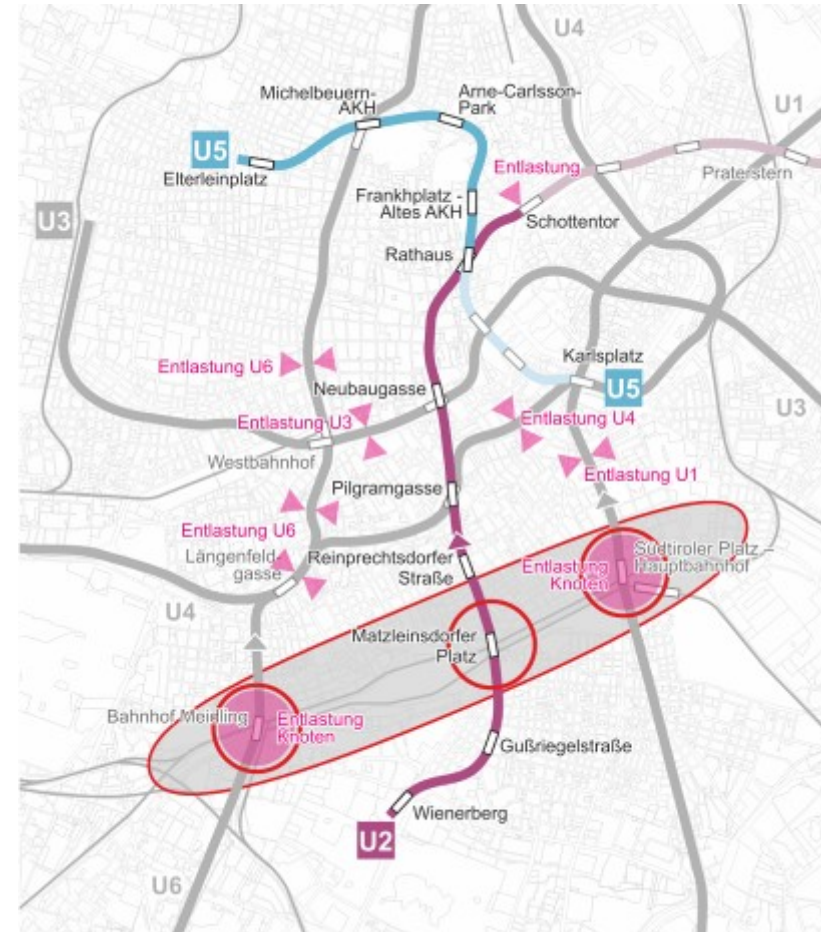 U4
Michelbeuern-
AKH
Arne-Carlsson-
Park
U1
U5
Elterleinplatz
Entlastung
Praterstern
Frankhplatz -
Altes AKH
U3
Schottentor
Rathaus
Entlastung U6
Karlsplatz
Neubaugasse
U5
Entlastung U3
Entlastung U4
U3
Westbahnhof
Entlastung U1
Pilgramgasse
Entlastung U6
Längenfeld-
gasse
Reinprechtsdorfer
Straße
Entlastung
Knoten
Südtiroler Platz –
Hauptbahnhof
U4
Matzleinsdorfer
Platz
Bahnhof Meidling
Entlastung
Knoten
Gußriegelstraße
Wienerberg
U2
U6